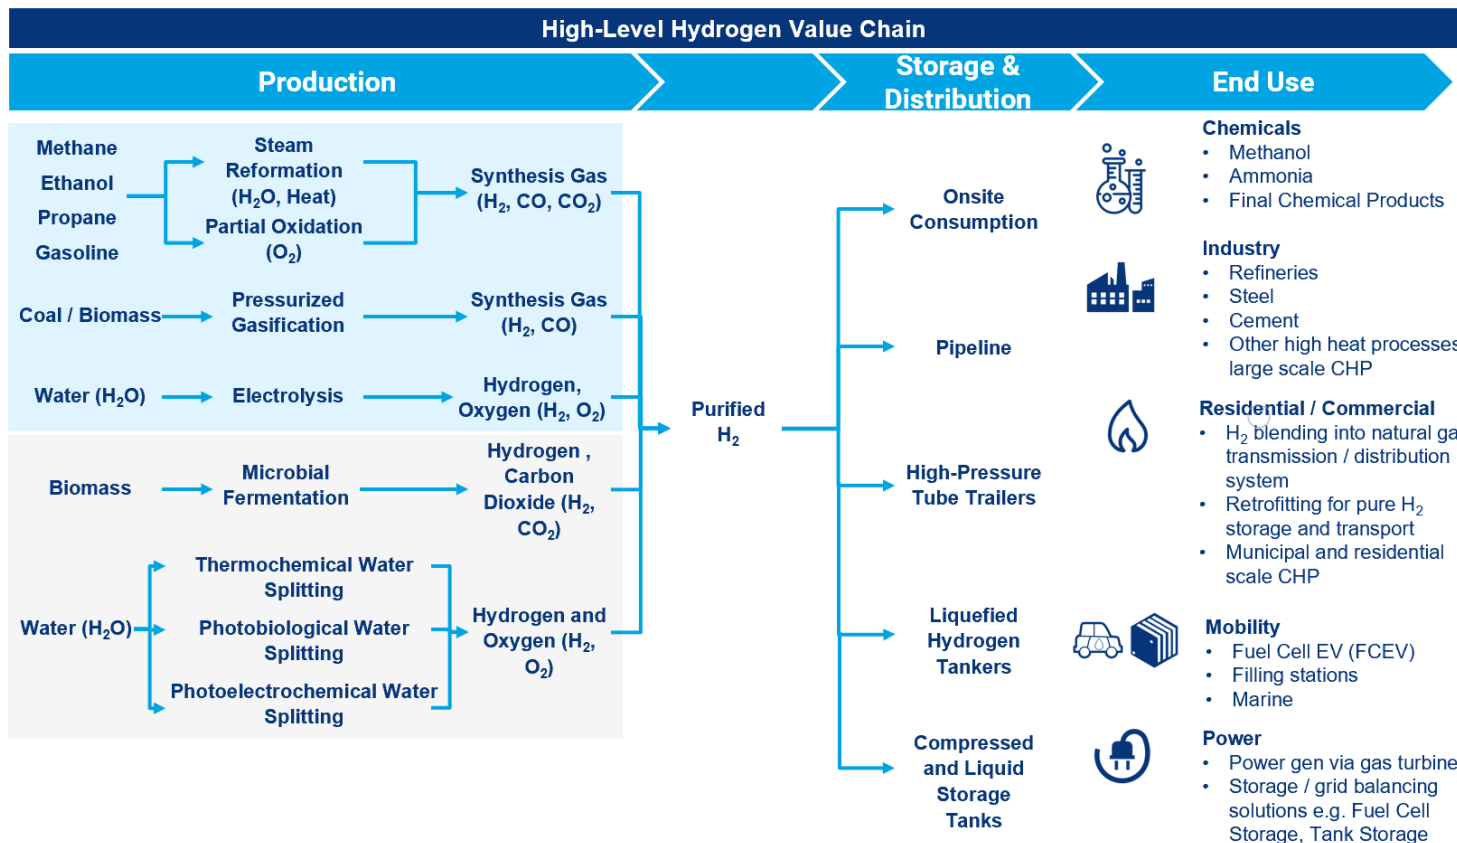 High-Level Hydrogen Value Chain
Production
Storage &
Distribution
End Use
Methane
Ethanol
Propane
Gasoline
Steam
Reformation
(H₂O, Heat)
Partial Oxidation
(O₂)
Synthesis Gas
(H₂, CO, CO₂)
Coal / Biomass
Pressurized
Gasification
Synthesis Gas
(H₂, CO)
Water (H₂O)
Electrolysis
Hydrogen,
Oxygen (H₂, O₂)
Biomass
Microbial
Fermentation
Hydrogen ,
Carbon
Dioxide (H₂,
CO₂)
Water (H₂O)
Thermochemical Water
Splitting
Photobiological Water
Splitting
Photoelectrochemical Water
Splitting
Hydrogen and
Oxygen (H₂,
O₂)
Purified
H₂
Onsite
Consumption
Pipeline
High-Pressure
Tube Trailers
Liquefied
Hydrogen
Tankers
Compressed
and Liquid
Storage
Tanks
Chemicals
• Methanol
• Ammonia
• Final Chemical Products
Industry
• Refineries
• Steel
• Cement
• Other high heat processes
large scale CHP
Residential / Commercial
• H₂ blending into natural ga
transmission / distribution
system
• Retrofitting for pure H₂
storage and transport
• Municipal and residential
scale CHP
Mobility
• Fuel Cell EV (FCEV)
• Filling stations
• Marine
Power
• Power gen via gas turbine
• Storage / grid balancing
solutions e.g. Fuel Cell
Storage, Tank Storage